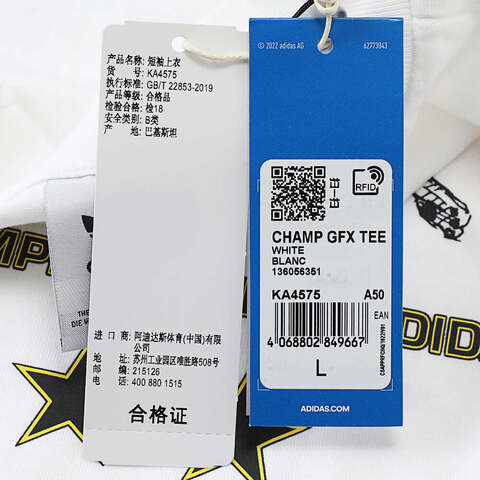 产品名称: 短袖上衣
货 号: KA4575
执行标准: GB/T 22853-2019
产品等级: 合格品
检验合格: 检18
安全类别: B类
产 地: 巴基斯坦
进 口 商: 阿迪达斯体育(中国)有限公司
地 址: 苏州工业园区唯胜路508号
邮 编: 215126
电 话: 400 880 1515
合格证
© 2022 adidas AG
62773043
RFID
CHAMP GFX TEE
WHITE
BLANC
136056351
KA4575
A50
EAN
4 068802 849667
L
ADIDAS.COM
THE
DIE
ADIDA